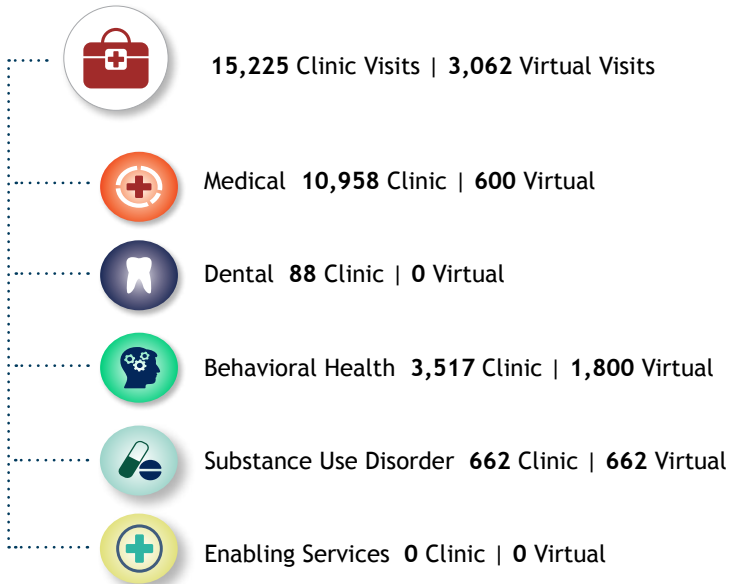 15,225 Clinic Visits | 3,062 Virtual Visits
Medical 10,958 Clinic | 600 Virtual
Dental 88 Clinic | 0 Virtual
Behavioral Health 3,517 Clinic | 1,800 Virtual
Substance Use Disorder 662 Clinic | 662 Virtual
Enabling Services 0 Clinic | 0 Virtual